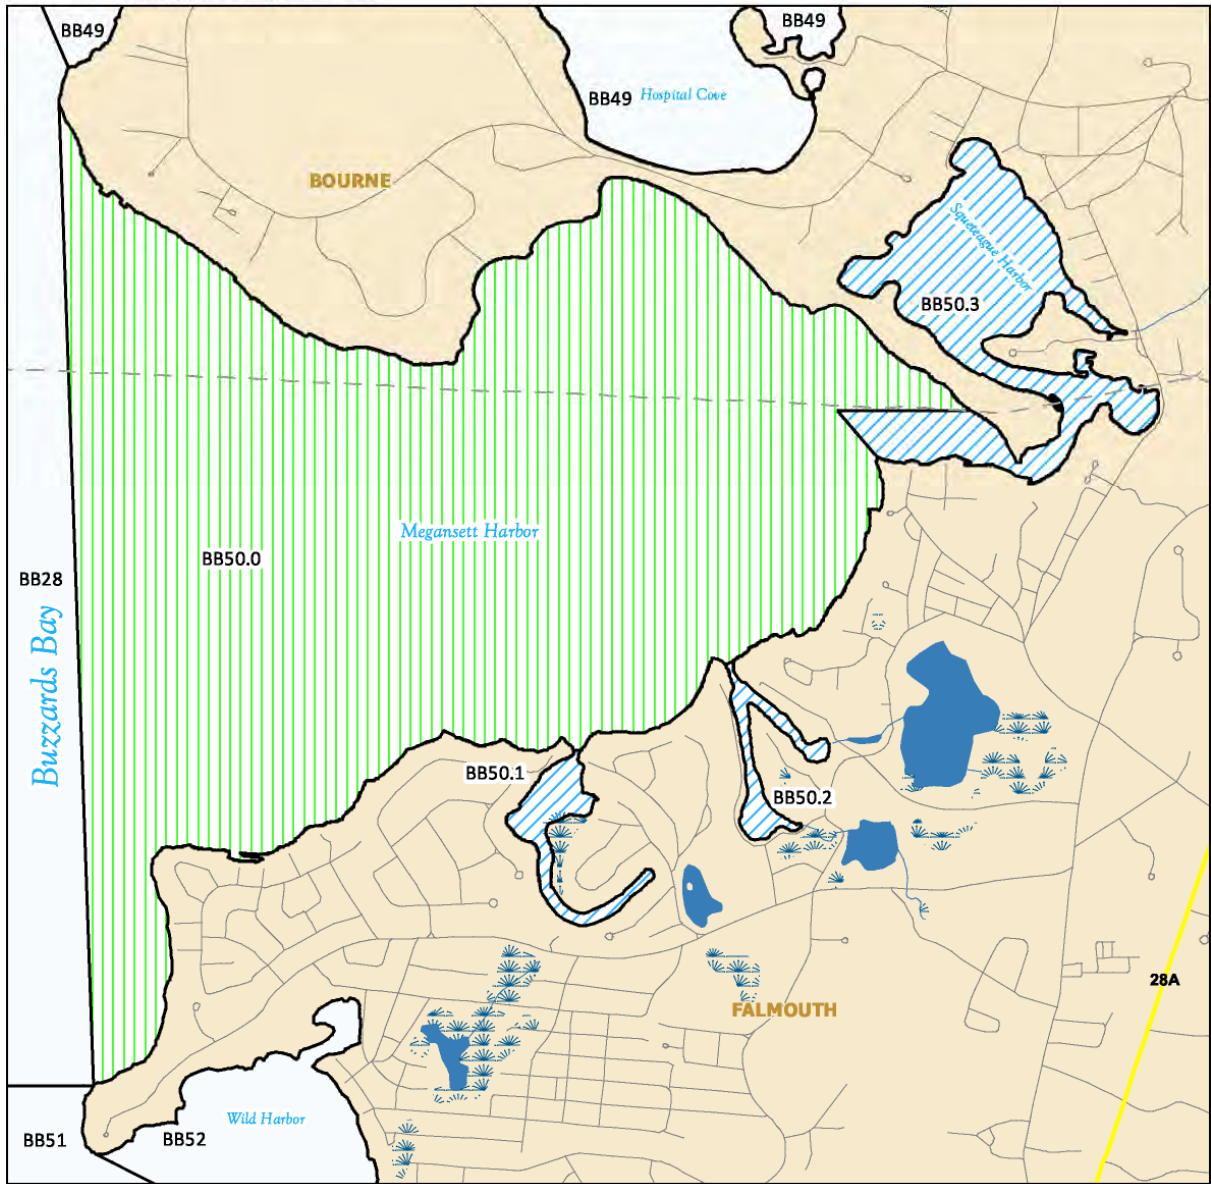 BB49
BB49
BB49
Hospital Cove
BOURNE
Squeteague Harbor
BB50.3
Megansett Harbor
BB50.0
BB28
Buzzards Bay
BB50.1
BB50.2
28A
FALMOUTH
Wild Harbor
BB51
BB52